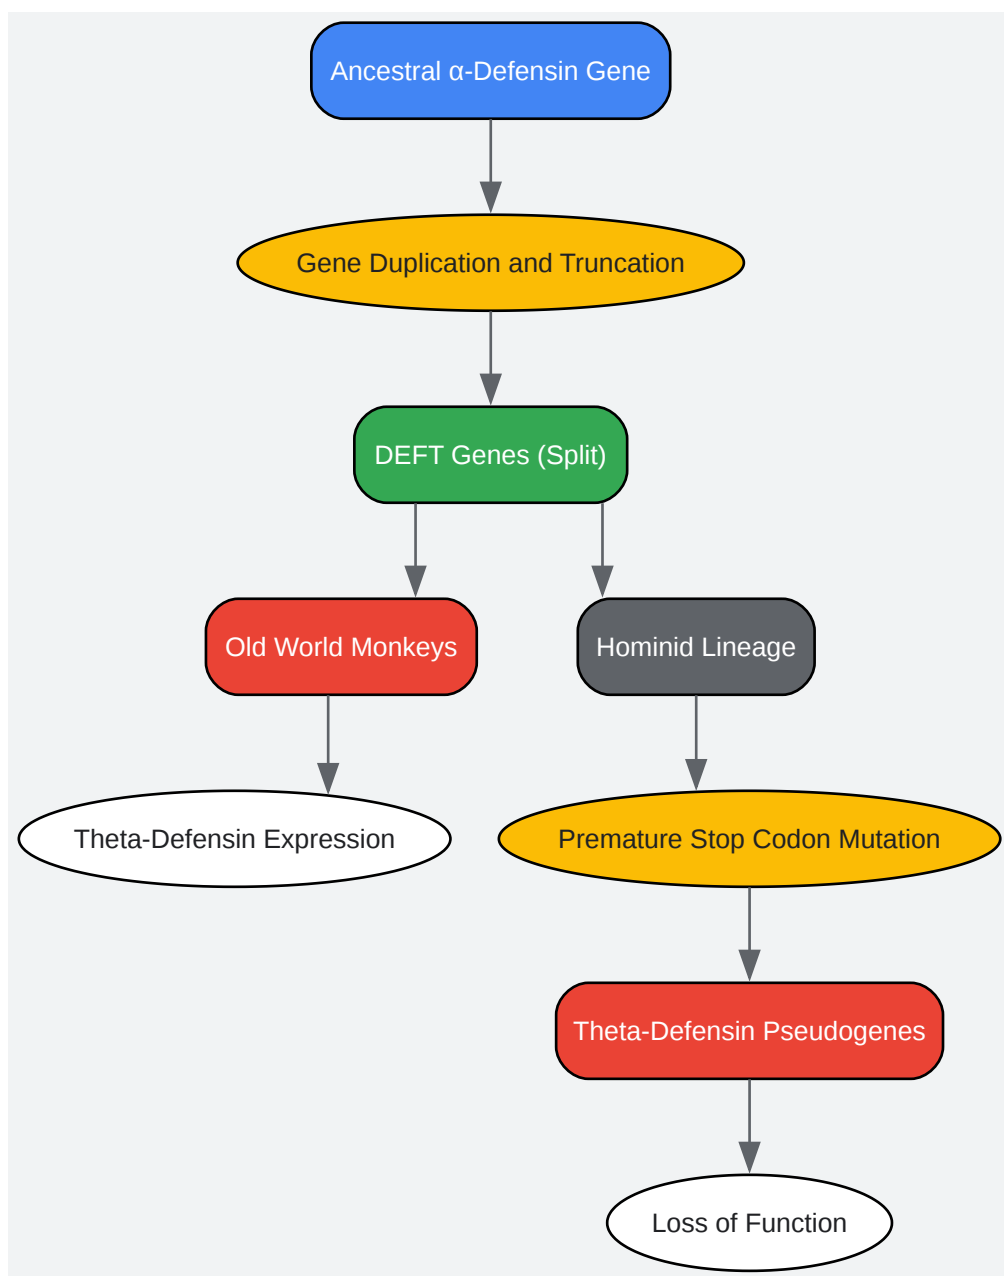 Ancestral α-Defensin Gene
Gene Duplication and Truncation
DEFT Genes (Split)
Old World Monkeys
Hominid Lineage
Theta-Defensin Expression
Premature Stop Codon Mutation
Theta-Defensin Pseudogenes
Loss of Function